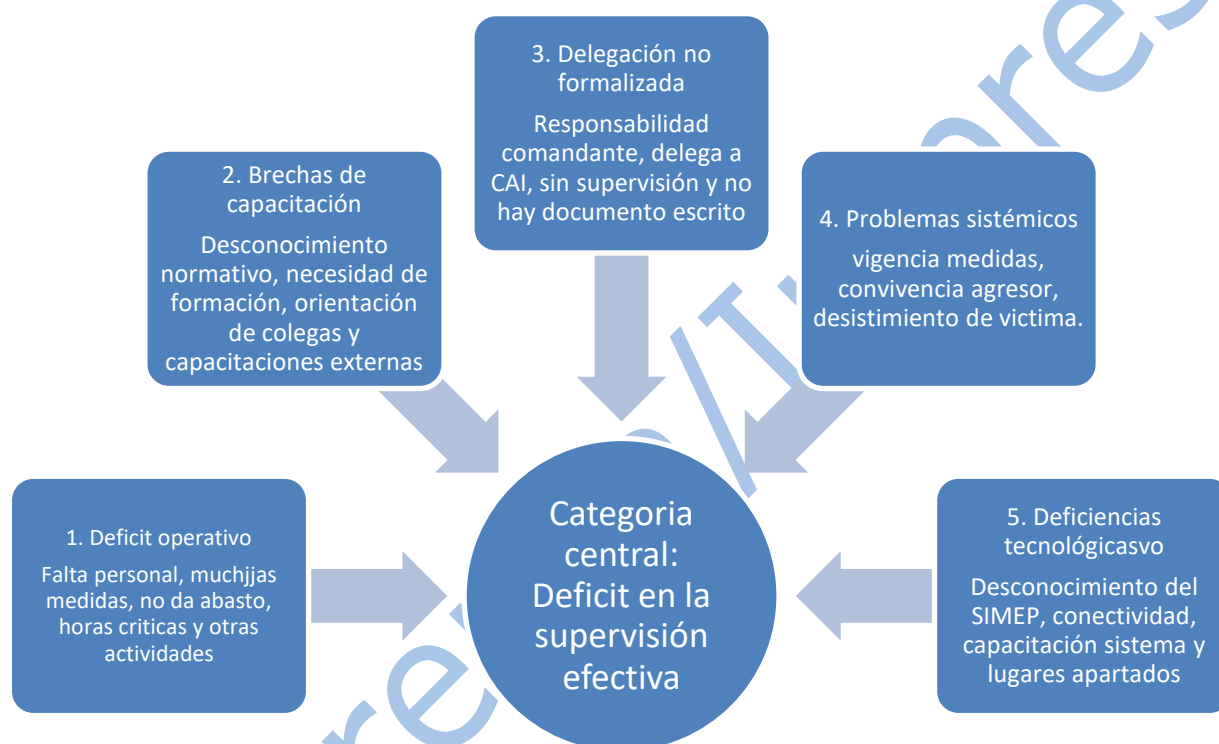 1. Deficit operativo
Falta personal, muchjjas
medidas, no da abasto,
horas criticas y otras
actividades
2. Brechas de
capacitación
Desconocimiento
normativo, necesidad de
formación, orientación
de colegas y
capacitaciones externas
3. Delegación no
formalizada
Responsabilidad
comandante, delega a
CAI, sin supervisión y no
hay documento escrito
4. Problemas sistémicos
vigencia medidas,
convivencia agresor,
desistimiento de victima.
5. Deficiencias
tecnológicasvo
Desconocimiento del
SIMEP, conectividad,
capacitación sistema y
lugares apartados
Categoria
central:
Deficit en la
supervisión
efectiva